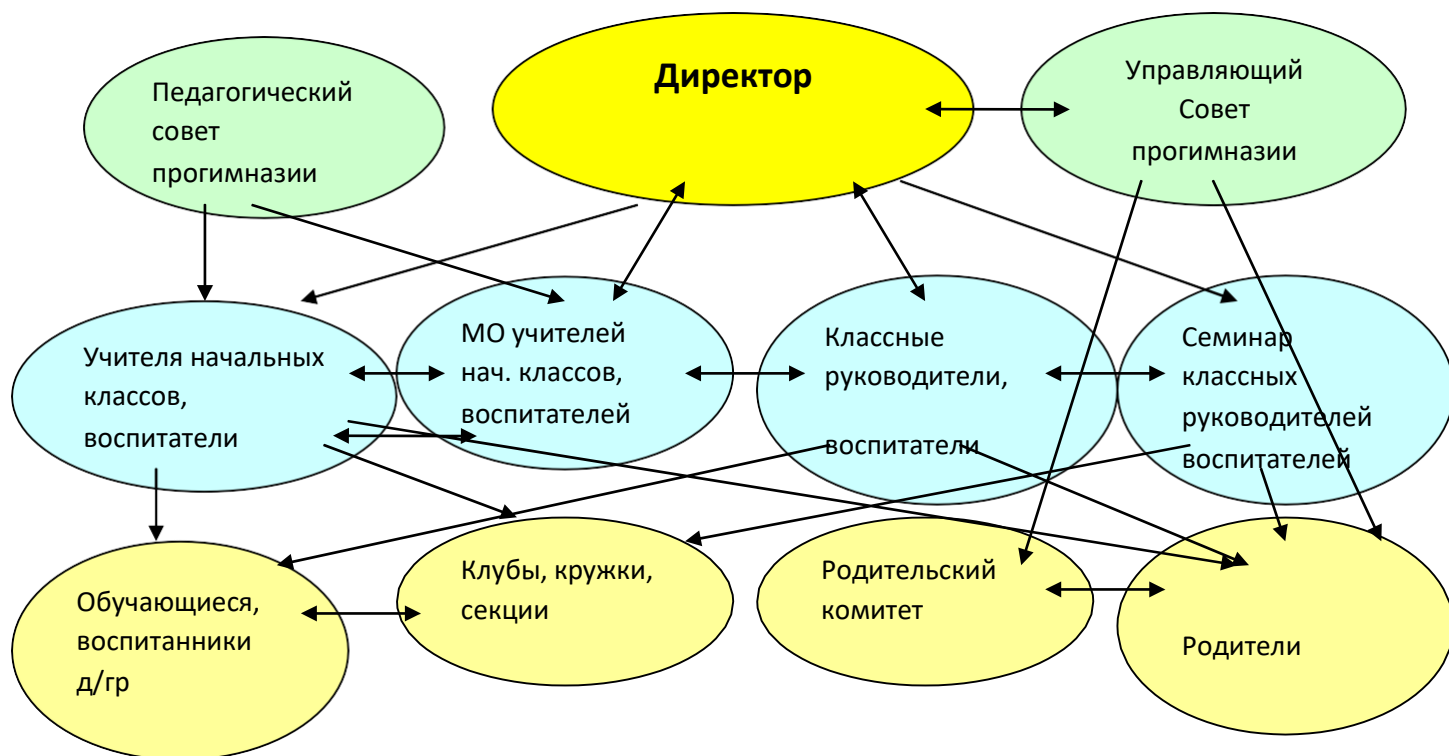 Педагогический
совет
прогимназии
Директор
Управляющий
Совет
прогимназии
Учителя начальных
классов,
воспитатели
МО учителей
нач. классов,
воспитателей
Классные
руководители,
воспитатели
Семинар
классных
руководителей
воспитателей
Обучающиеся,
воспитанники
д/гр
Клубы, кружки,
секции
Родительский
комитет
Родители